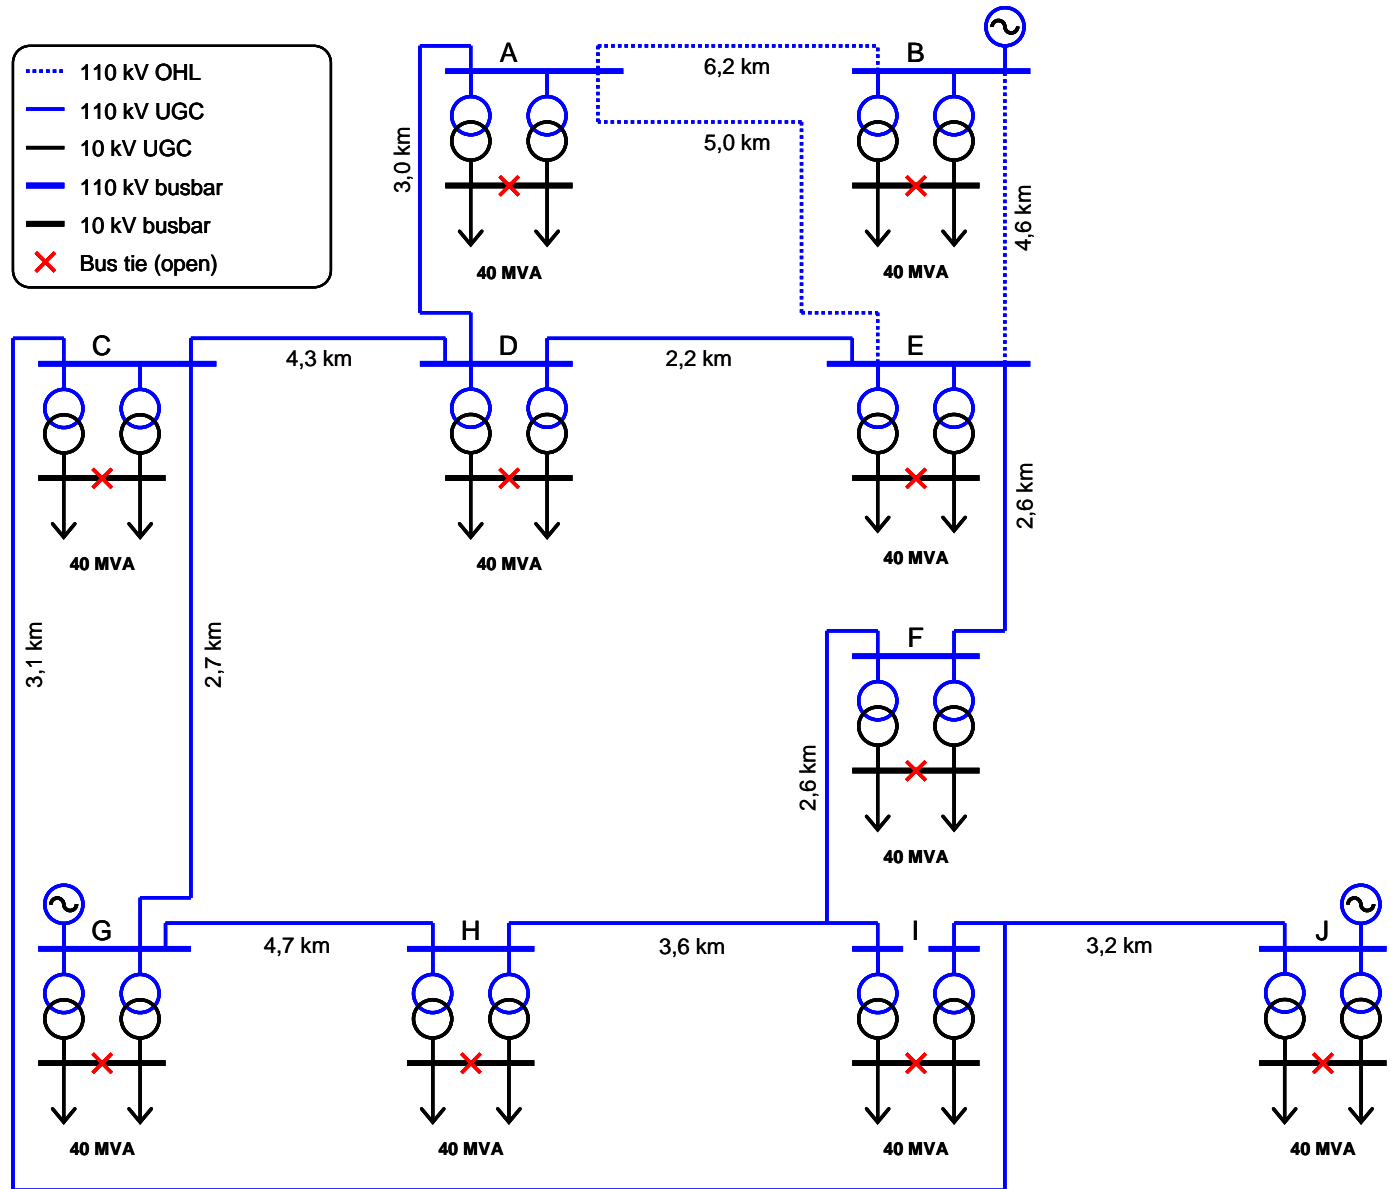 110 kV OHL
110 kV UGC
10 kV UGC
110 kV busbar
10 kV busbar
Bus tie (open)
A
B
6,2 km
5,0 km
3,0 km
4,6 km
40 MVA
40 MVA
C
D
E
4,3 km
2,2 km
2,6 km
40 MVA
40 MVA
40 MVA
3,1 km
2,7 km
F
2,6 km
40 MVA
G
H
I
J
4,7 km
3,6 km
3,2 km
40 MVA
40 MVA
40 MVA
40 MVA